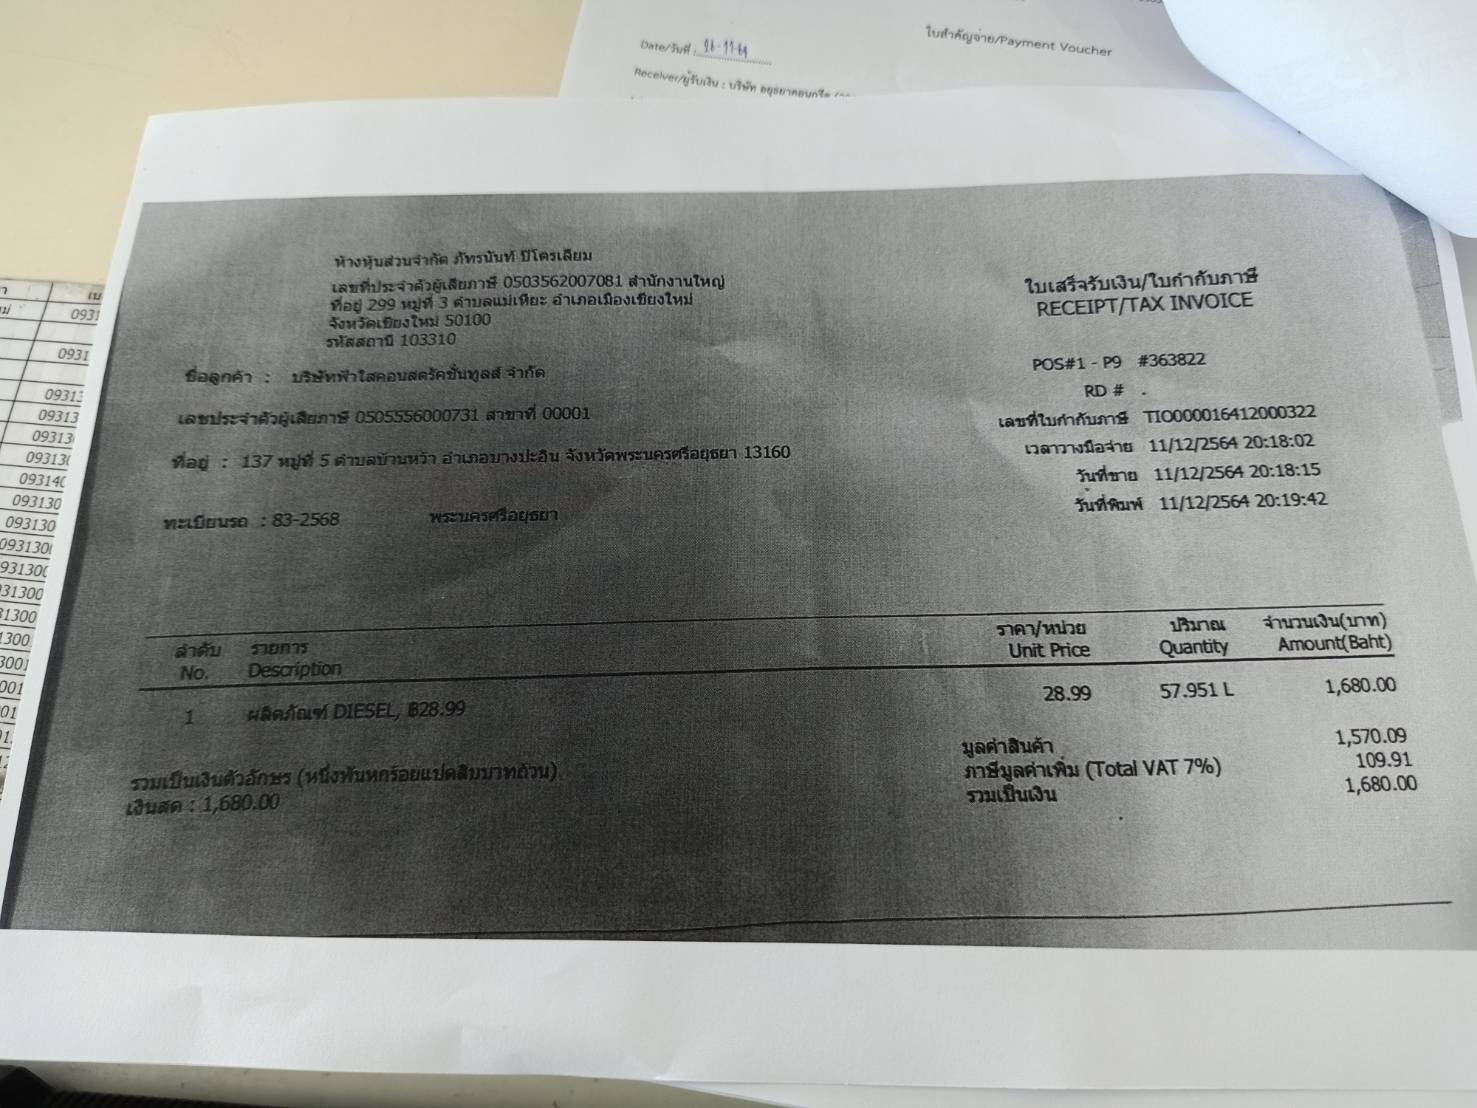 Date/วันที่ :
ใบสำคัญจ่าย/Payment Voucher
Receiver/ผู้รับเงิน : บริษัท อยุธยาคอนกรีต
ห้างหุ้นส่วนจำกัด ภัทรนันท์ ปิโตรเลียม
เลขที่ประจำตัวผู้เสียภาษี 0503562007081 สำนักงานใหญ่
ที่อยู่ 299 หมู่ที่ 3 ตำบลแม่เหียะ อำเภอเมืองเชียงใหม่
จังหวัดเชียงใหม่ 50100
รหัสสถานี 103310
ใบเสร็จรับเงิน/ใบกำกับภาษี
RECEIPT/TAX INVOICE
ชื่อลูกค้า : บริษัทฟ้าใสคอนสตรัคชั่นทูลส์ จำกัด
เลขประจำตัวผู้เสียภาษี 0505556000731 สาขาที่ 00001
ที่อยู่ : 137 หมู่ที่ 5 ตำบลบ้านหว้า อำเภอบางปะอิน จังหวัดพระนครศรีอยุธยา 13160
ทะเบียนรถ : 83-2568 พระนครศรีอยุธยา
POS#1 - P9 #363822
RD # .
เลขที่ใบกำกับภาษี TIO000016412000322
เวลาวางมือจ่าย 11/12/2564 20:18:02
วันที่ขาย 11/12/2564 20:18:15
วันที่พิมพ์ 11/12/2564 20:19:42
ลำดับ รายการ ราคา/หน่วย ปริมาณ จำนวนเงิน(บาท)
No. Description Unit Price Quantity Amount(Baht)
1 ผลิตภัณฑ์ DIESEL, ฿28.99 28.99 57.951 L 1,680.00
มูลค่าสินค้า 1,570.09
ภาษีมูลค่าเพิ่ม (Total VAT 7%) 109.91
รวมเป็นเงิน 1,680.00
รวมเป็นเงินตัวอักษร (หนึ่งพันหกร้อยแปดสิบบาทถ้วน)
เงินสด : 1,680.00